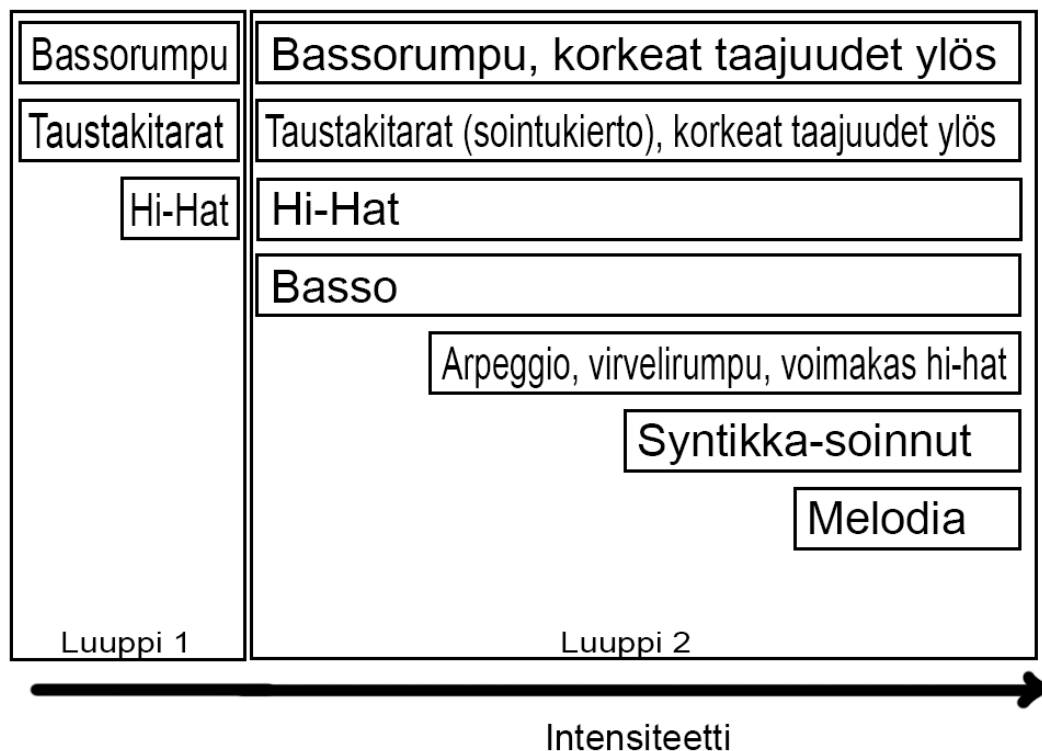 Bassorumpu
Taustakitarat
Hi-Hat
Luuppi 1
Bassorumpu, korkeat taajuudet ylös
Taustakitarat (sointukierto), korkeat taajuudet ylös
Hi-Hat
Basso
Arpeggio, virvelirumpu, voimakas hi-hat
Syntikka-soinnut
Melodia
Luuppi 2
Intensiteetti